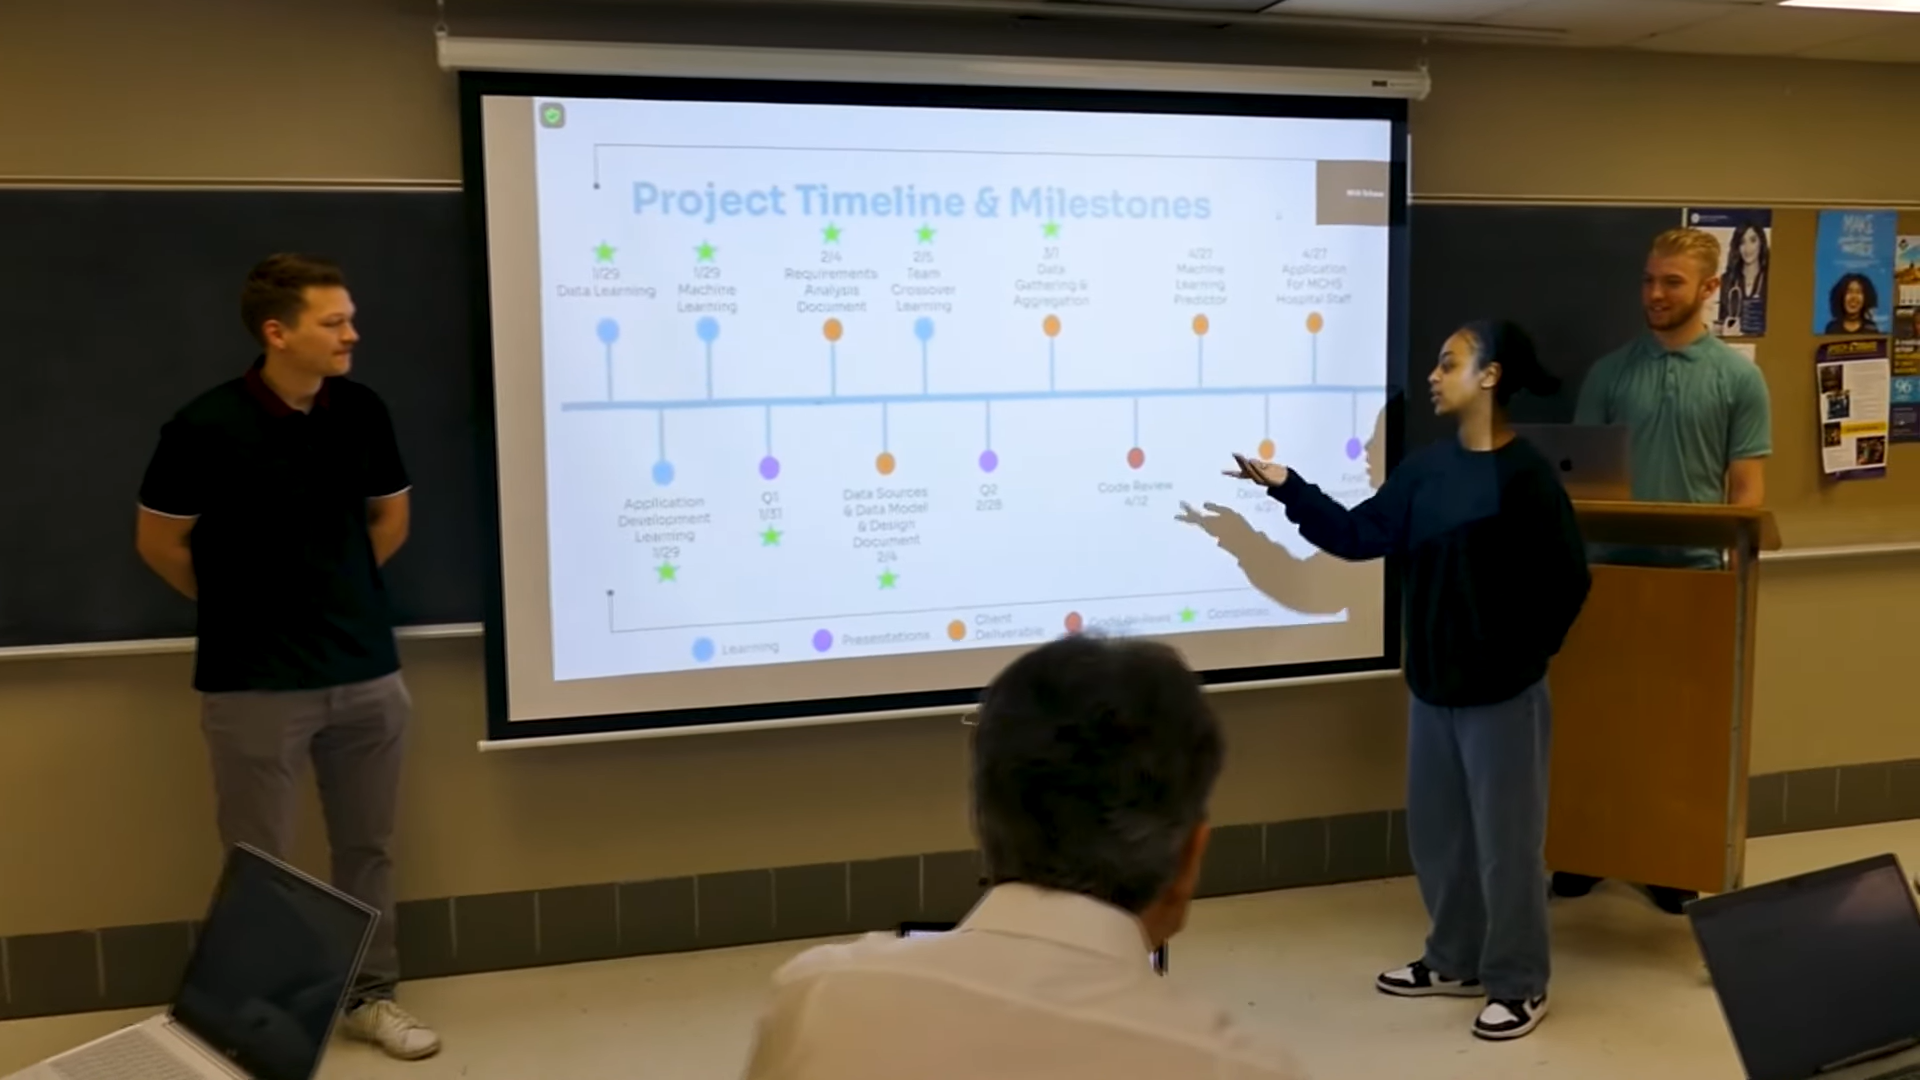 Project Timeline & Milestones
1/29
Data Learning
1/29
Machine
Learning
2/4
Requirements
Analysis
Document
2/5
Team
Crossover
Learning
3/1
Data
Gathering &
Aggregation
4/27
Machine
Learning
Predictor
4/27
Application
For MCHS
Hospital Staff
Application
Development
Learning
1/29
Q1
1/31
Data Sources
& Data Model
& Design
Document
2/4
Q2
2/28
Code Review
4/12
Learning
Presentations
Client
Deliverable
Completed
MAKE
96